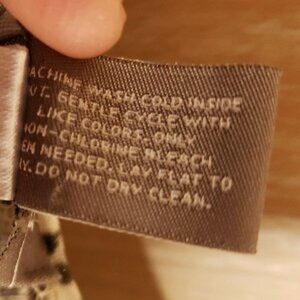 MACHINE WASH COLD INSIDE
OUT. GENTLE CYCLE WITH
LIKE COLORS. ONLY
NON-CHLORINE BLEACH
WHEN NEEDED. LAY FLAT TO
DRY. DO NOT DRY CLEAN.